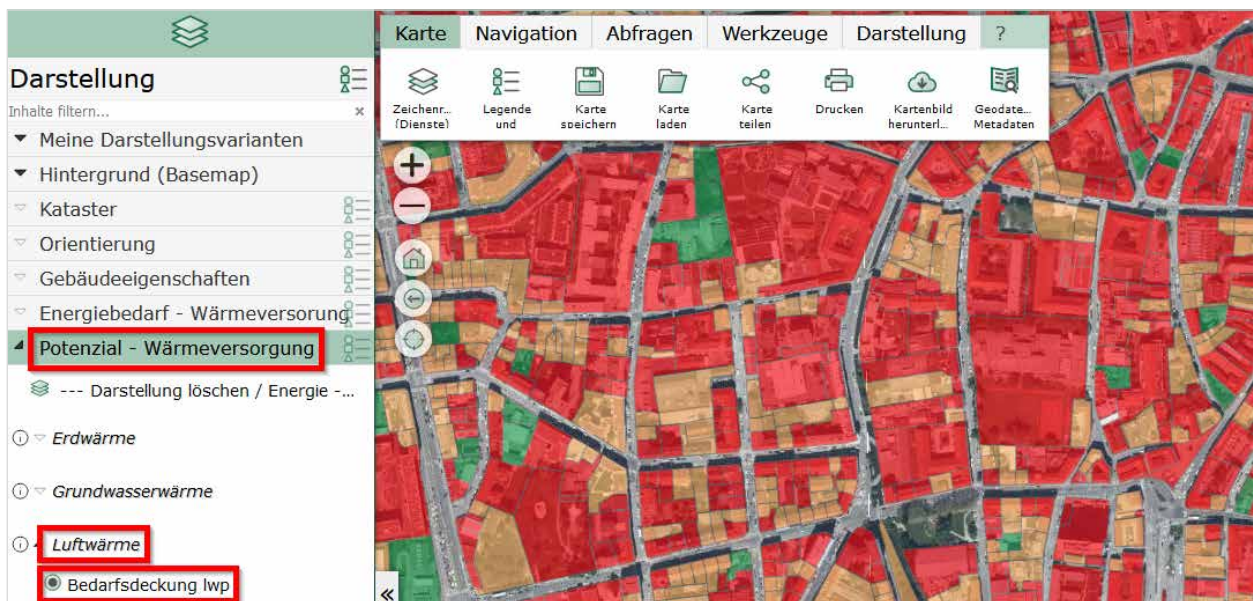 Darstellung
Inhalte filtern...
Meine Darstellungsvarianten
Hintergrund (Basemap)
Kataster
Orientierung
Gebäudeeigenschaften
Energiebedarf - Wärmeversorung
Potenzial - Wärmeversorgung
--- Darstellung löschen / Energie -...
Erdwärme
Grundwasserwärme
Luftwärme
Bedarfsdeckung lwp
Karte Navigation Abfragen Werkzeuge Darstellung ?
Zeichenr... (Dienste)
Legende und
Karte speichern
Karte laden
Karte teilen
Drucken
Kartenbild herunterl...
Geodate... Metadaten